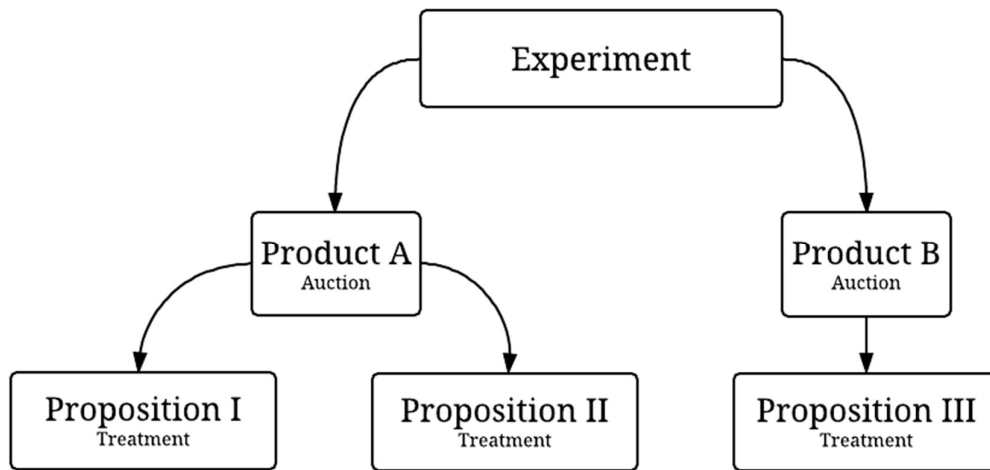 Experiment
Product A
Auction
Product B
Auction
Proposition I
Treatment
Proposition II
Treatment
Proposition III
Treatment